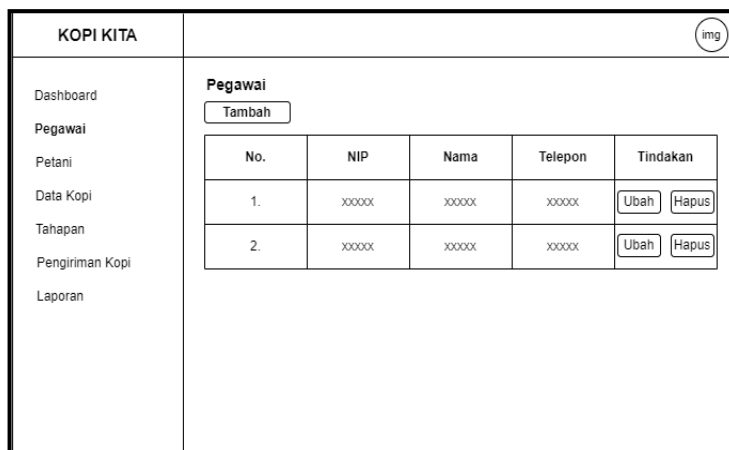 KOPI KITA
img
Dashboard
Pegawai
Petani
Data Kopi
Tahapan
Pengiriman Kopi
Laporan
Pegawai
Tambah
No. NIP Nama Telepon Tindakan
1. xxxxx xxxxx xxxxx Ubah Hapus
2. xxxxx xxxxx xxxxx Ubah Hapus